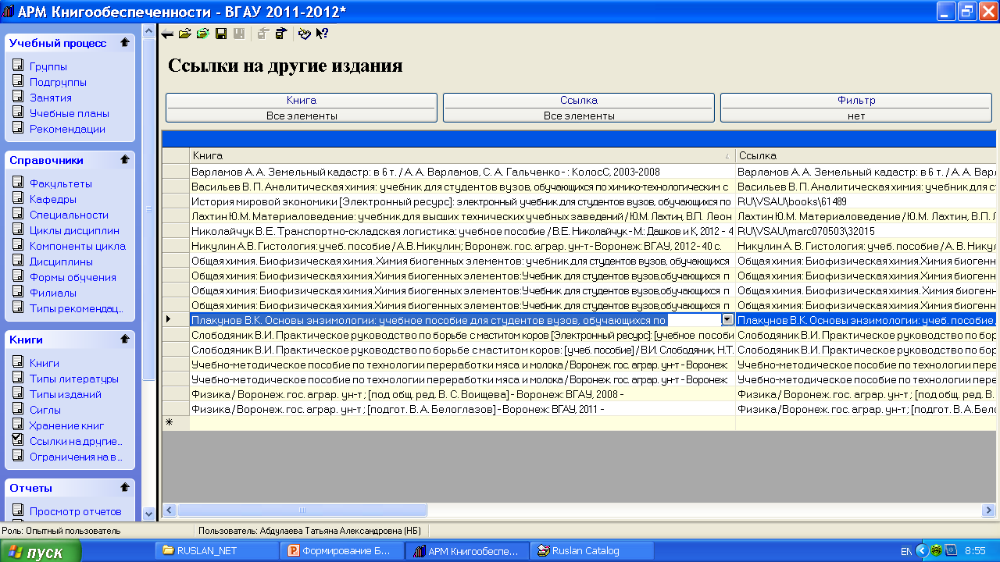 АРМ Книгообеспеченности - ВГАУ 2011-2012*
Учебный процесс
Группы
Подгруппы
Занятия
Учебные планы
Рекомендации
Справочники
Факультеты
Кафедры
Специальности
Циклы дисциплин
Компоненты цикла
Дисциплины
Формы обучения
Филиалы
Типы рекомендац...
Книги
Книги
Типы литературы
Типы изданий
Сиглы
Хранение книг
Ссылки на другие...
Ограничения на в...
Отчеты
Просмотр отчетов
Ссылки на другие издания
Книга Ссылка Фильтр
Все элементы Все элементы нет
Книга Ссылка
Варламов А. А. Земельный кадастр: в 6 т. / А. А. Варламов, С. А. Гальченко - : КолосС, 2003-2008 Варламов А. А. Земельный кадастр: в 6 т. / А. А. Вар
Васильев В. П. Аналитическая химия: учебник для студентов вузов, обучающихся по химико-технологическим с Васильев В. П. Аналитическая химия: учебник для ст
История мировой экономики [Электронный ресурс]: электронный учебник для студентов вузов, обучающихся по RU\VSAU\books\61489
Лахтин Ю.М. Материаловедение: учебник для высших технических учебных заведений / Ю.М. Лахтин, В.П. Леон Лахтин Ю.М. Материаловедение / Ю.М. Лахтин, В.П. Л
Николайчук В.Е. Транспортно-складская логистика: учебное пособие / В.Е. Николайчук - М.: Дашков и К, 2012 - 4 RU\VSAU\marc070503\32015
Никулин А.В. Гистология: учеб. пособие / А.В. Никулин; Воронеж. гос. аграр. ун-т - Воронеж: ВГАУ, 2012 - 40 с. Никулин А. В. Гистология: учеб. пособие / А. В. Никул
Общая химия. Биофизическая химия. Химия биогенных элементов: учебник для студентов вузов, обучающихся Общая химия. Биофизическая химия. Химия биогенн
Общая химия. Биофизическая химия.Химия биогенных элементов:Учебник для студентов вузов,обучающихся п Общая химия. Биофизическая химия. Химия биогенн
Общая химия. Биофизическая химия.Химия биогенных элементов:Учебник для студентов вузов,обучающихся п Общая химия. Биофизическая химия. Химия биогенн
Общая химия. Биофизическая химия.Химия биогенных элементов:Учебник для студентов вузов,обучающихся п Общая химия. Биофизическая химия. Химия биогенн
Плакунов В.К. Основы энзимологии: учебное пособие для студентов вузов, обучающихся по Плакунов В.К. Основы энзимологии: учеб. пособие
Слободяник В.И. Практическое руководство по борьбе с маститом коров [Электронный ресурс]: [учебное пособи Слободяник В.И. Практическое руководство по бор
Слободяник В.И. Практическое руководство по борьбе с маститом коров: [учеб. пособие] / В.И. Слободяник, Н.Т. Слободяник В.И. Практическое руководство по бор
Учебно-методическое пособие по технологии переработки мяса и молока / Воронеж. гос. аграр. ун-т - Воронеж Учебно-методическое пособие по технологии пере
Учебно-методическое пособие по технологии переработки мяса и молока / Воронеж. гос. аграр. ун-т - Воронеж Учебно-методическое пособие по технологии пере
Физика / Воронеж. гос. аграр. ун-т ; [под общ. ред. В. С. Воищева] - Воронеж: ВГАУ, 2008 - Физика / Воронеж. гос. аграр. ун-т ; [под общ. ред. В.
Физика / Воронеж. гос. аграр. ун-т ; [подгот. В. А. Белоглазов] - Воронеж: ВГАУ, 2011 - Физика / Воронеж. гос. аграр. ун-т ; [подгот. В. А. Бел
Роль: Опытный пользователь Пользователь: Абдулаева Татьяна Александровна (НБ)
пуск RUSLAN_NET Формирование Б... АРМ Книгообеспе... Ruslan Catalog EN 8:55